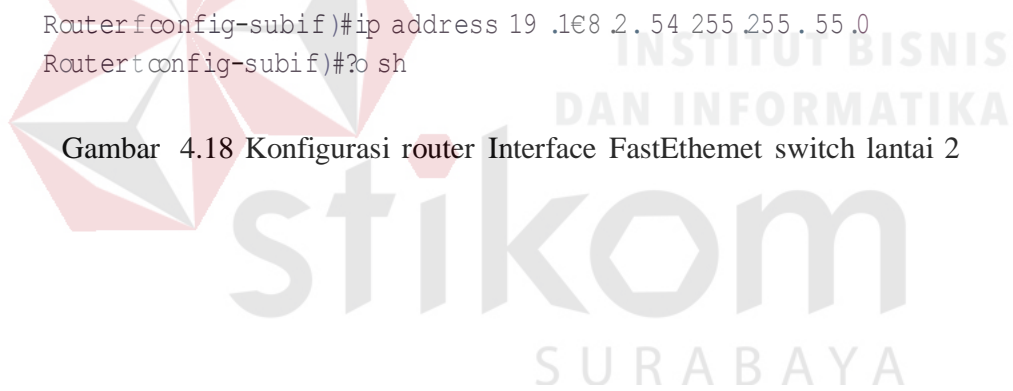 Routerfconfig-subif)#ip address 19 .1€8.2.54 255 255.55.0
Routertconfig-subif)#?o sh
INSTITUT BISNIS
DAN INFORMATIKA
Gambar 4.18 Konfigurasi router Interface FastEthemet switch lantai 2
stikom
SURABAYA